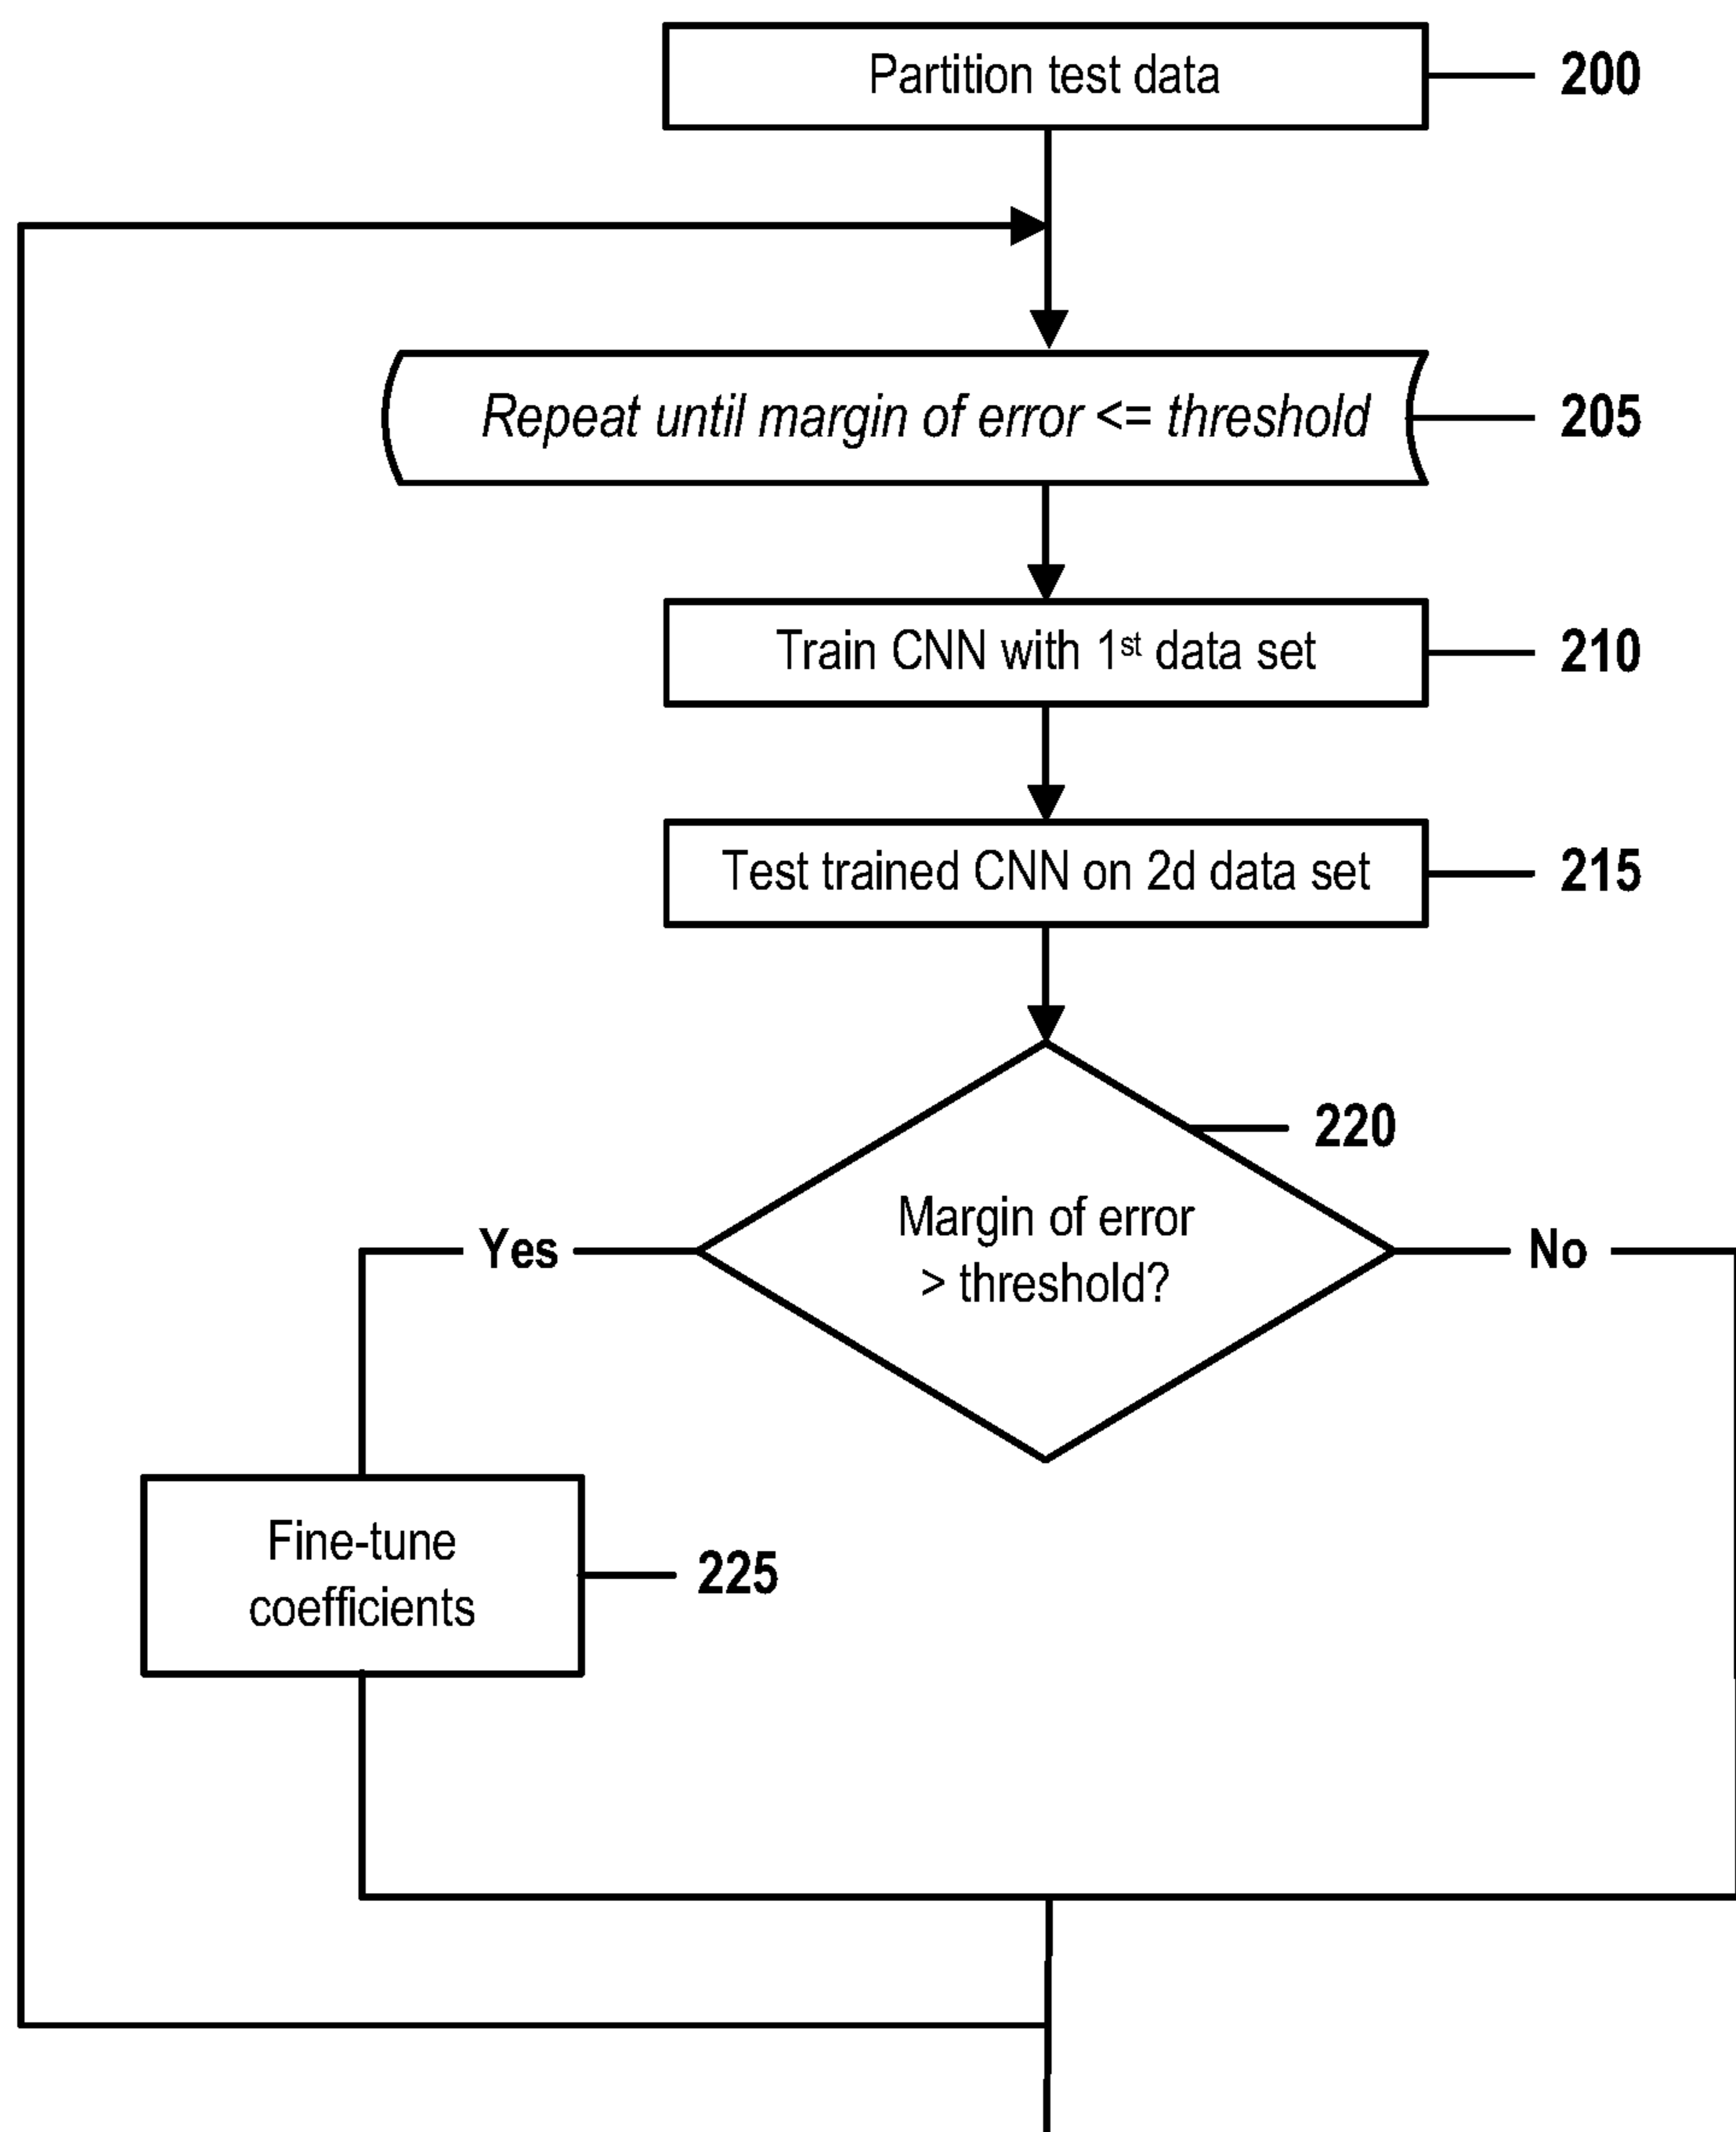 Partition test data
200
Repeat until margin of error <= threshold
205
Train CNN with 1st data set
210
Test trained CNN on 2d data set
215
220
Margin of error
> threshold?
Yes
No
Fine-tune
coefficients
225